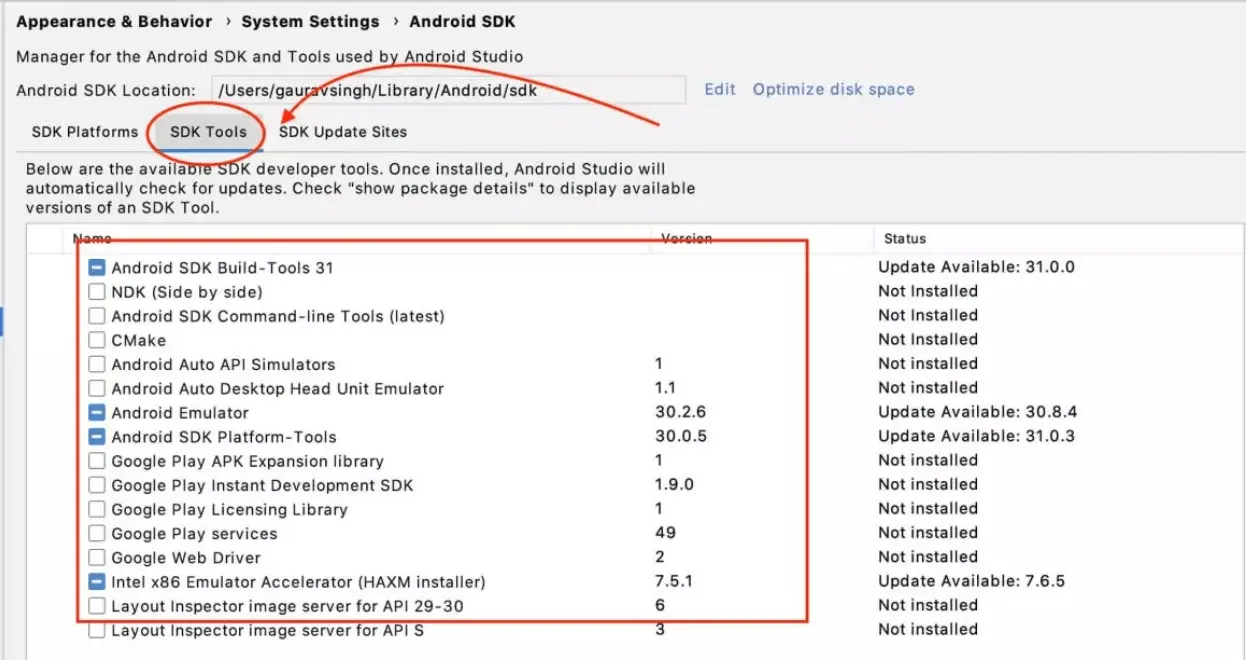 Appearance & Behavior › System Settings › Android SDK
Manager for the Android SDK and Tools used by Android Studio
Android SDK Location: /Users/gauravsingh/Library/Android/sdk Edit Optimize disk space
SDK Platforms SDK Tools SDK Update Sites
Below are the available SDK developer tools. Once installed, Android Studio will
automatically check for updates. Check "show package details" to display available
versions of an SDK Tool.
Name Version Status
Android SDK Build-Tools 31 Update Available: 31.0.0
NDK (Side by side) Not Installed
Android SDK Command-line Tools (latest) Not Installed
CMake Not Installed
Android Auto API Simulators 1 Not installed
Android Auto Desktop Head Unit Emulator 1.1 Not installed
Android Emulator 30.2.6 Update Available: 30.8.4
Android SDK Platform-Tools 30.0.5 Update Available: 31.0.3
Google Play APK Expansion library 1 Not installed
Google Play Instant Development SDK 1.9.0 Not installed
Google Play Licensing Library 1 Not installed
Google Play services 49 Not installed
Google Web Driver 2 Not installed
Intel x86 Emulator Accelerator (HAXM installer) 7.5.1 Update Available: 7.6.5
Layout Inspector image server for API 29-30 6 Not installed
Layout Inspector image server for API S 3 Not installed